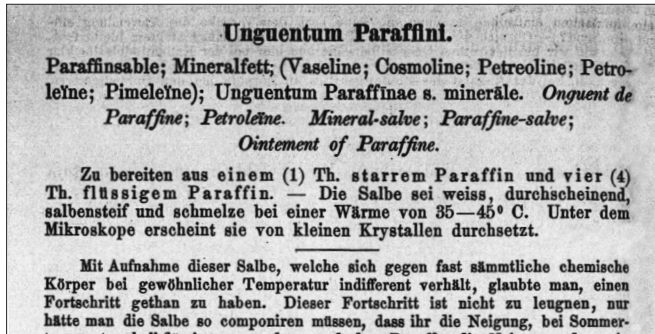 Unguentum Paraffini.
Paraffinsable; Mineralfett; (Vaseline; Cosmoline; Petreoline; Petro-
leïne; Pimeleïne); Unguentum Paraffinae s. minerāle. Onguent de
Paraffine; Petroleïne. Mineral-salve; Paraffine-salve;
Ointement of Paraffine.
Zu bereiten aus einem (1) Th. starrem Paraffin und vier (4)
Th. flüssigem Paraffin. — Die Salbe sei weiss, durchscheinend,
salbensteif und schmelze bei einer Wärme von 35—45° C. Unter dem
Mikroskope erscheint sie von kleinen Krystallen durchsetzt.
Mit Aufnahme dieser Salbe, welche sich gegen fast sämmtliche chemische
Körper bei gewöhnlicher Temperatur indifferent verhält, glaubte man, einen
Fortschritt gethan zu haben. Dieser Fortschritt ist nicht zu leugnen, nur
hätte man die Salbe so componiren müssen, dass ihr die Neigung, bei Sommer-